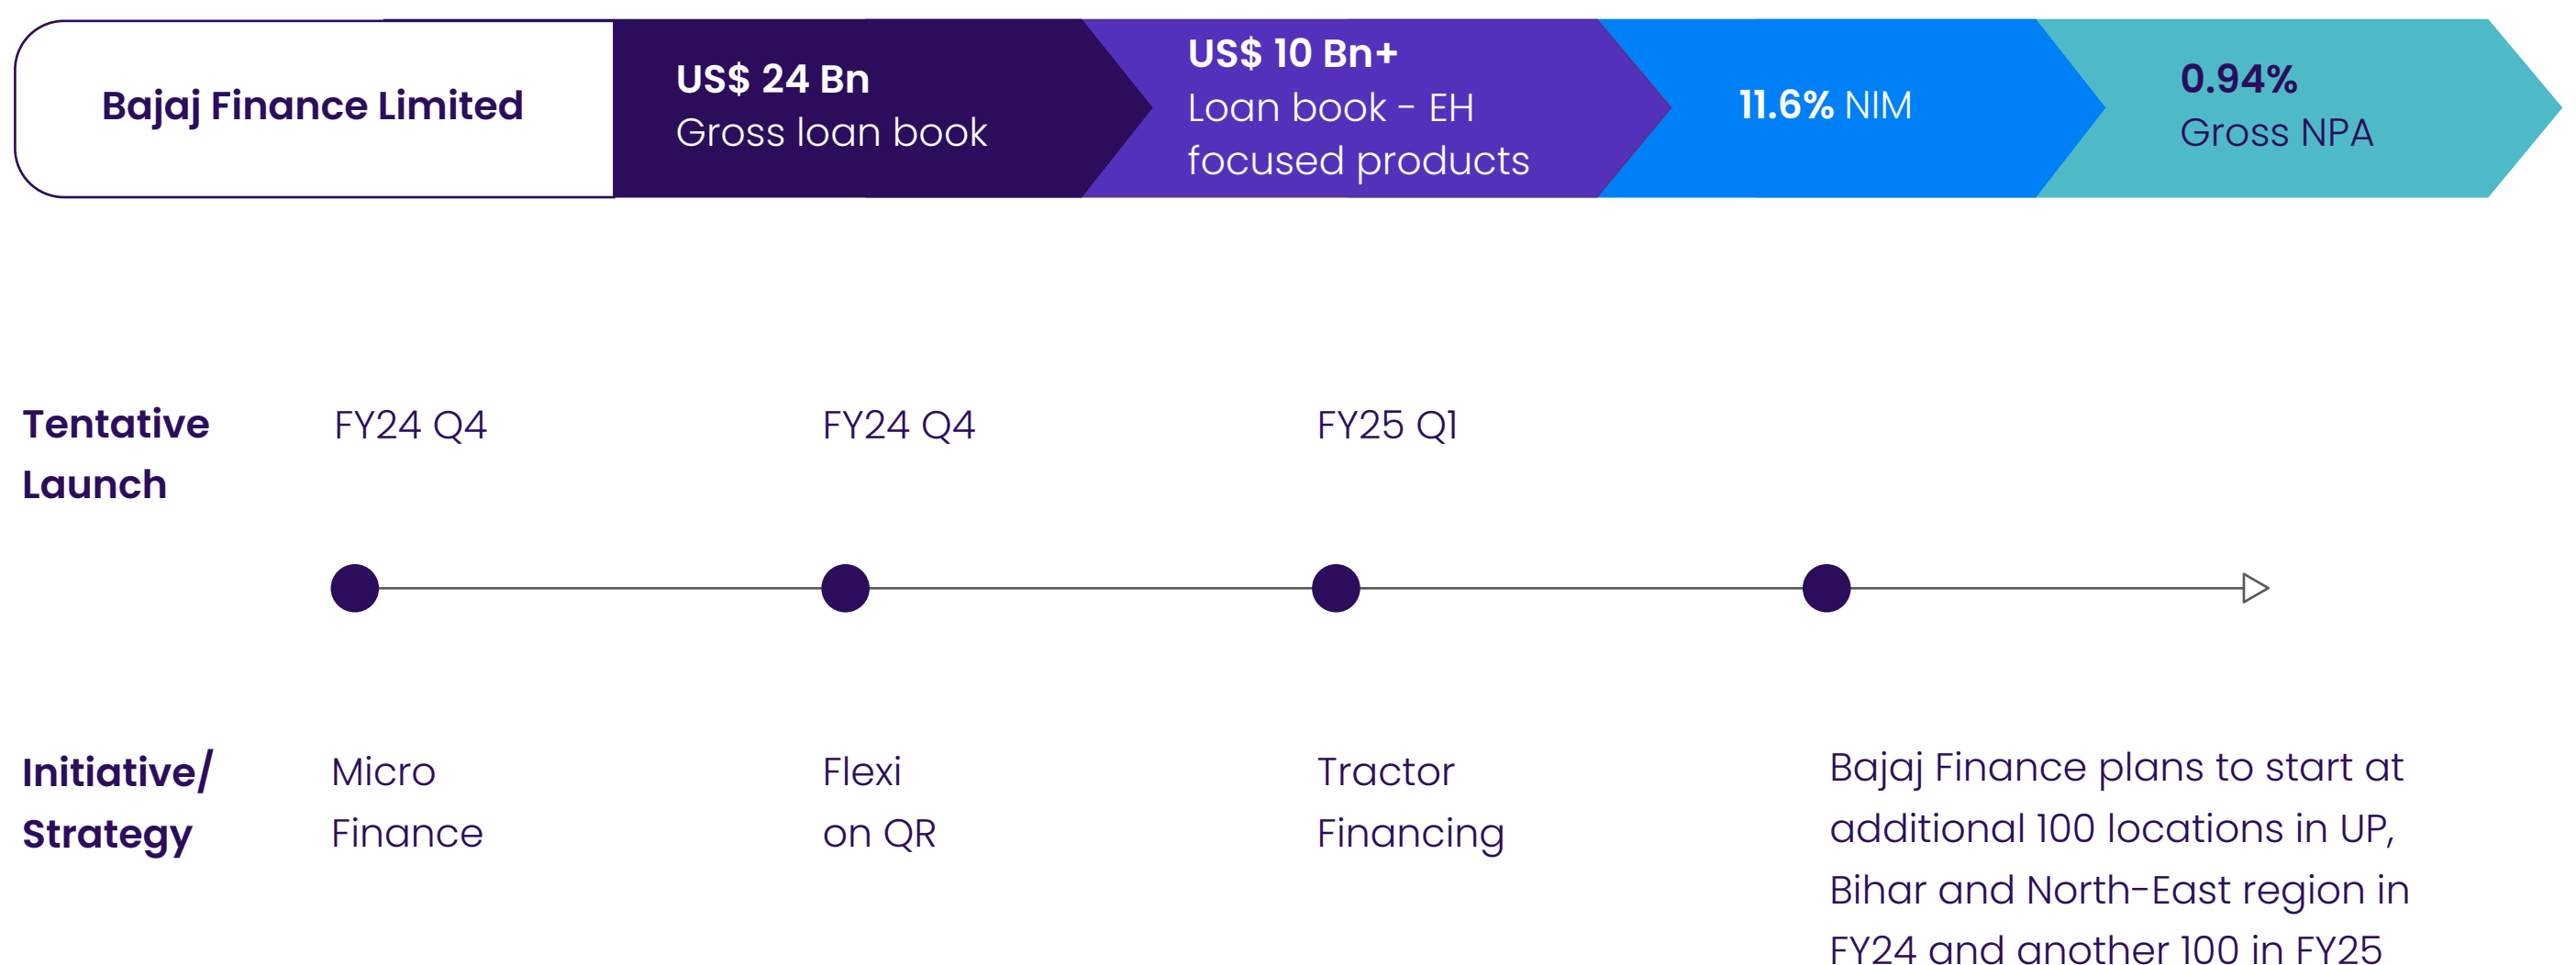 Bajaj Finance Limited
US$ 24 Bn
Gross loan book
US$ 10 Bn+
Loan book - EH
focused products
11.6% NIM
0.94%
Gross NPA
Tentative
Launch
FY24 Q4
FY24 Q4
FY25 Q1
Initiative/
Strategy
Micro
Finance
Flexi
on QR
Tractor
Financing
Bajaj Finance plans to start at
additional 100 locations in UP,
Bihar and North-East region in
FY24 and another 100 in FY25